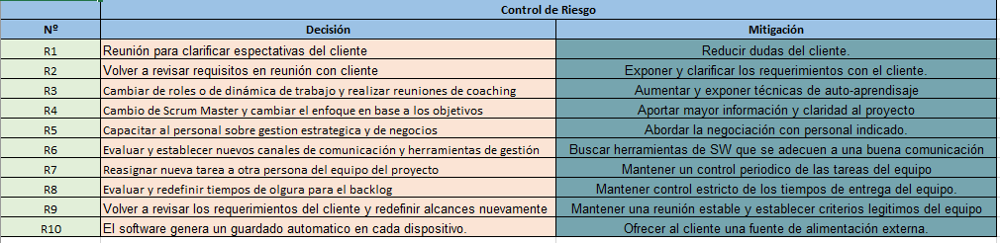 Control de Riesgo
Nº Decisión Mitigación
R1 Reunión para clarificar espectativas del cliente Reducir dudas del cliente.
R2 Volver a revisar requisitos en reunión con cliente Exponer y clarificar los requerimientos con el cliente.
R3 Cambiar de roles o de dinámica de trabajo y realizar reuniones de coaching Aumentar y exponer técnicas de auto-aprendisaje
R4 Cambio de Scrum Master y cambiar el enfoque en base a los objetivos Aportar mayor información y claridad al proyecto
R5 Capacitar al personal sobre gestion estrategica y de negocios Abordar la negociación con personal indicado.
R6 Evaluar y establecer nuevos canales de comunicación y herramientas de gestión Buscar herramientas de SW que se adecuen a una buena comunicación
R7 Reasignar nueva tarea a otra persona del equipo del proyecto Mantener un control periodico de las tareas del equipo
R8 Evaluar y redefinir tiempos de olgura para el backlog Mantener control estricto de los tiempos de entrega del equipo.
R9 Volver a revisar los requerimientos del cliente y redefinir alcances nuevamente Mantener una reunión estable y establecer criterios legitimos del equipo
R10 El software genera un guardado automatico en cada dispositivo. Ofrecer al cliente una fuente de alimentación externa.